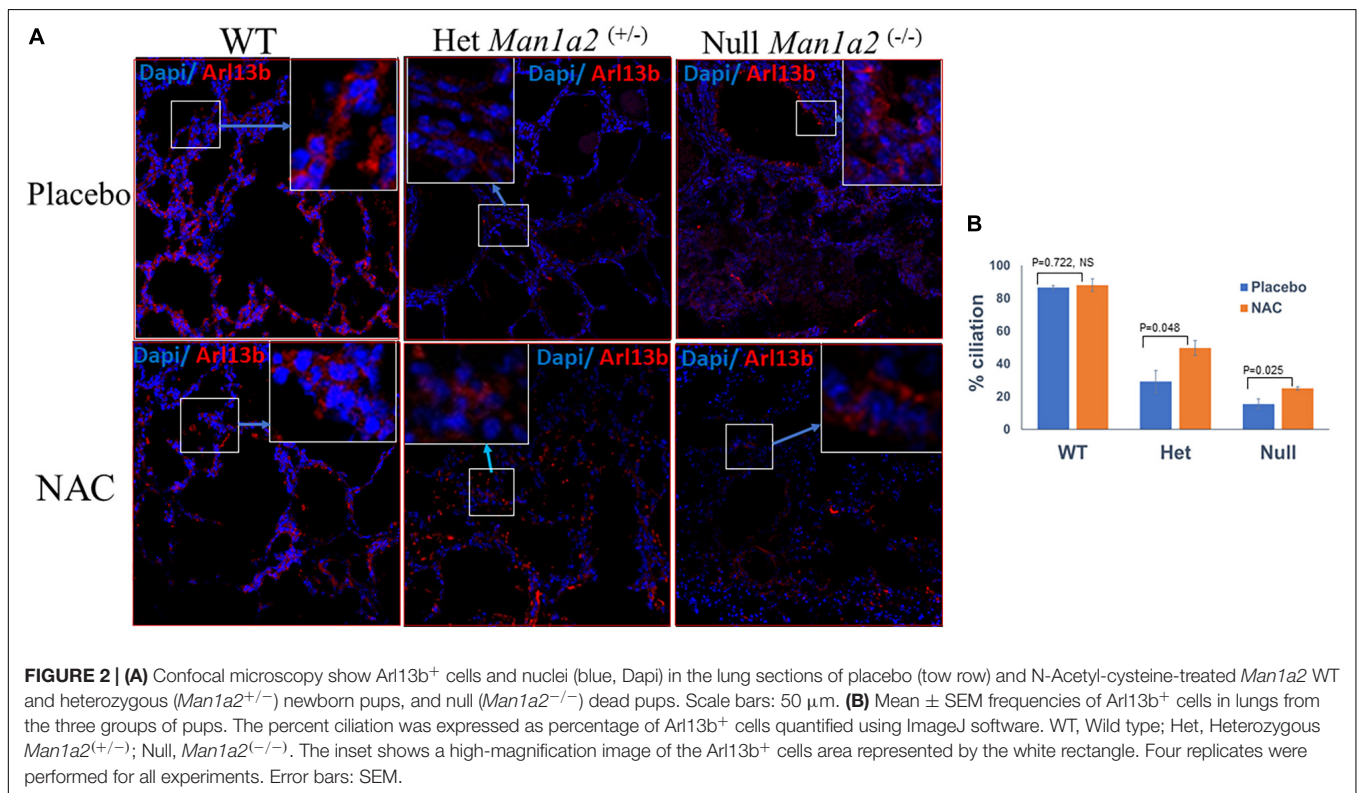 A
WT
Het Man1a2 (+/-)
Null Man1a2 (-/-)
Placebo
Dapi/ Arl13b
Dapi/ Arl13b
Dapi/ Arl13b
NAC
Dapi/ Arl13b
Dapi/ Arl13b
Dapi/ Arl13b
B
% ciliation
100
80
60
40
20
0
P=0.722, NS
P=0.048
P=0.025
Placebo
NAC
WT
Het
Null
FIGURE 2 | (A) Confocal microscopy show Arl13b+ cells and nuclei (blue, Dapi) in the lung sections of placebo (tow row) and N-Acetyl-cysteine-treated Man1a2 WT
and heterozygous (Man1a2+/−) newborn pups, and null (Man1a2−/−) dead pups. Scale bars: 50 μm. (B) Mean ± SEM frequencies of Arl13b+ cells in lungs from
the three groups of pups. The percent ciliation was expressed as percentage of Arl13b+ cells quantified using ImageJ software. WT, Wild type; Het, Heterozygous
Man1a2(+/−); Null, Man1a2(−/−). The inset shows a high-magnification image of the Arl13b+ cells area represented by the white rectangle. Four replicates were
performed for all experiments. Error bars: SEM.